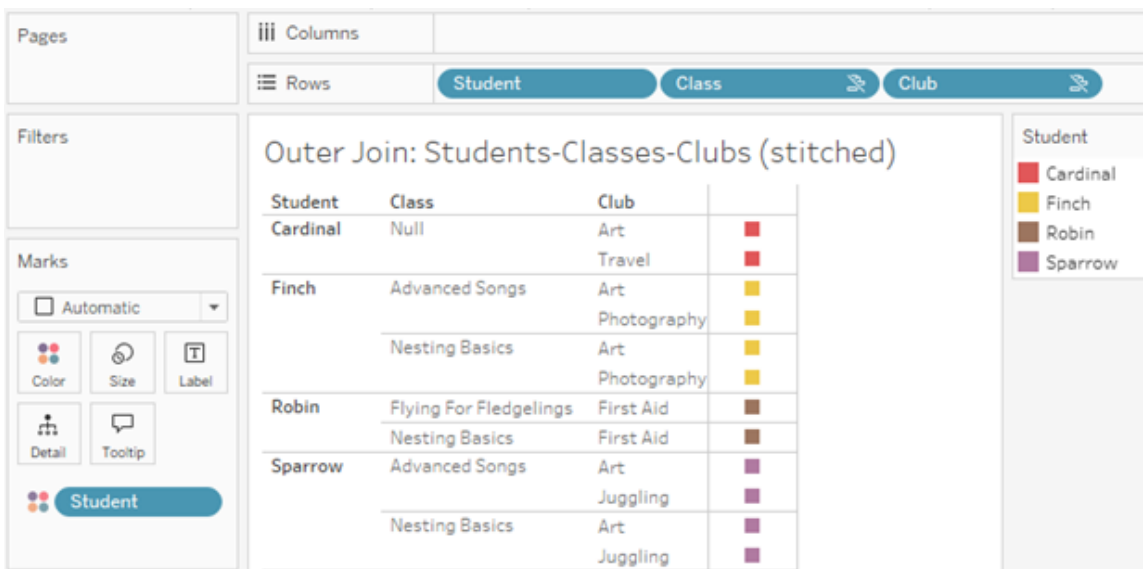 Pages
Columns
Rows Student Class Club
Filters
Outer Join: Students-Classes-Clubs (stitched)
Student Class Club
Cardinal Null Art
Travel
Finch Advanced Songs Art
Photography
Nesting Basics Art
Photography
Robin Flying For Fledgelings First Aid
Nesting Basics First Aid
Sparrow Advanced Songs Art
Juggling
Nesting Basics Art
Juggling
Marks
Automatic
Color Size Label
Detail Tooltip
Student
Student
Cardinal
Finch
Robin
Sparrow